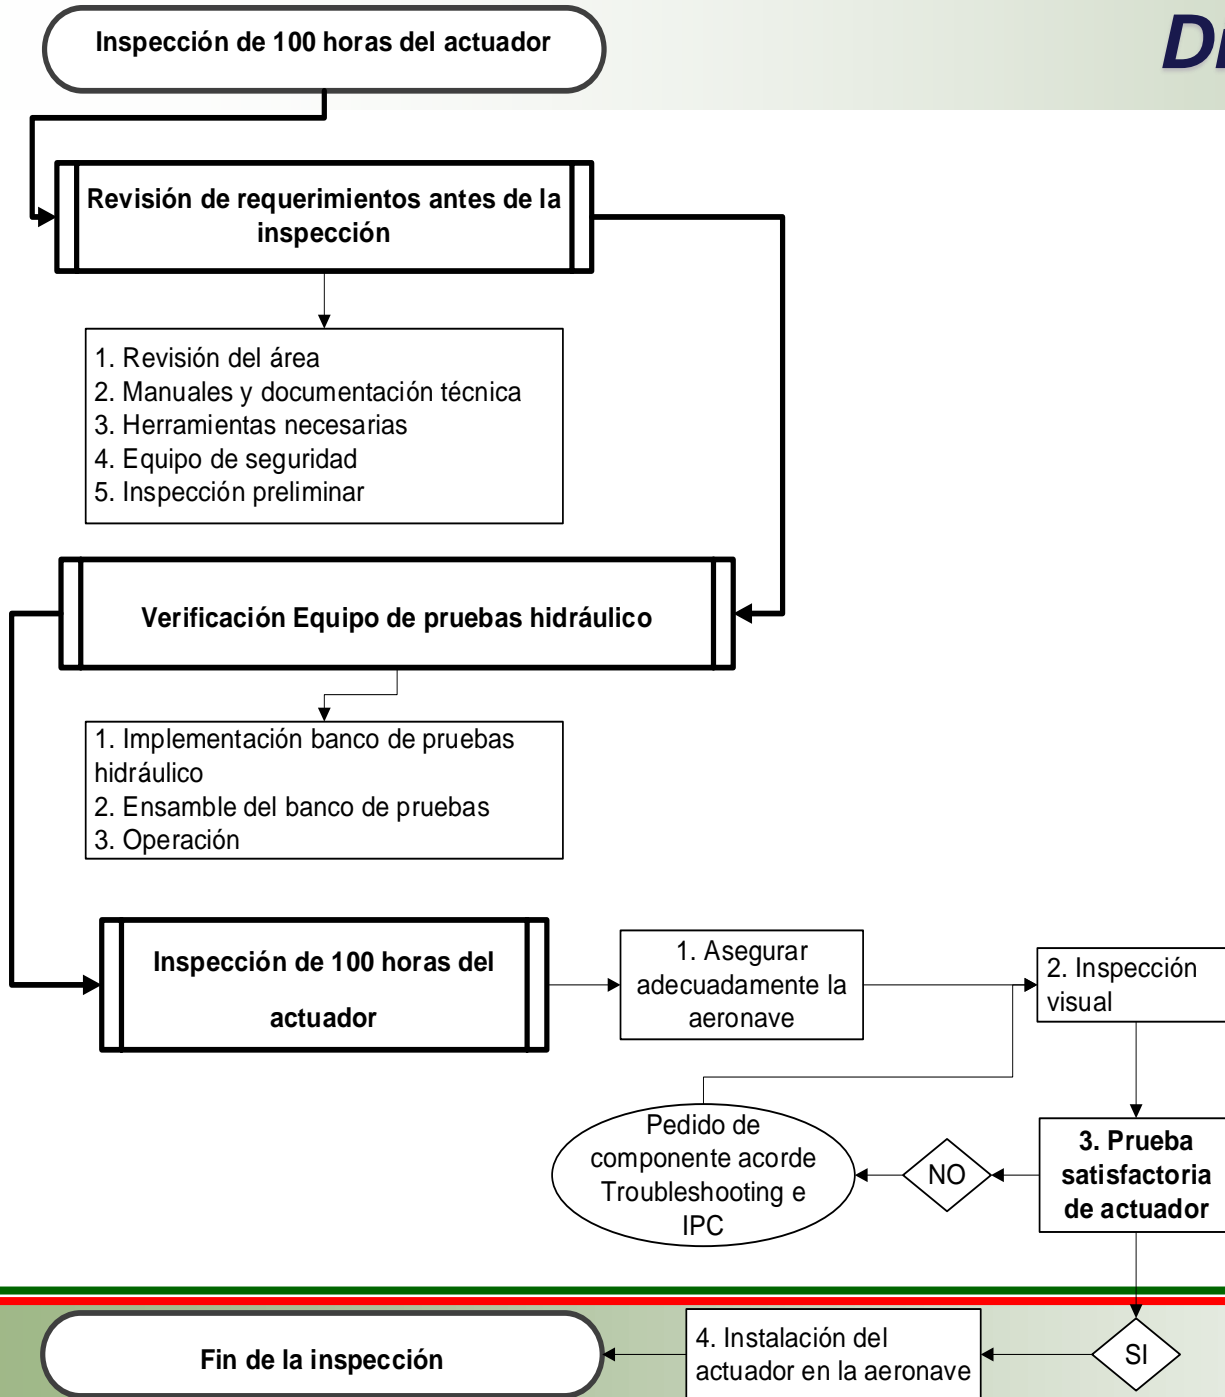 Inspección de 100 horas del actuador
Revisión de requerimientos antes de la
inspección
1. Revisión del área
2. Manuales y documentación técnica
3. Herramientas necesarias
4. Equipo de seguridad
5. Inspección preliminar
Verificación Equipo de pruebas hidráulico
1. Implementación banco de pruebas
hidráulico
2. Ensamble del banco de pruebas
3. Operación
Inspección de 100 horas del
actuador
1. Asegurar
adecuadamente la
aeronave
2. Inspección
visual
3. Prueba
satisfactoria
de actuador
NO
Pedido de
componente acorde
Troubleshooting e
IPC
SI
4. Instalación del
actuador en la aeronave
Fin de la inspección